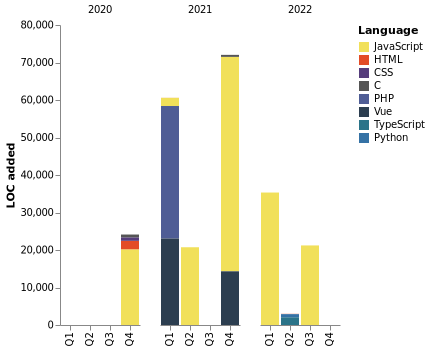 2020 2021 2022
Language
JavaScript
HTML
CSS
C
PHP
Vue
TypeScript
Python
LOC added
80,000
70,000
60,000
50,000
40,000
30,000
20,000
10,000
0
Q1 Q2 Q3 Q4 Q1 Q2 Q3 Q4 Q1 Q2 Q3 Q4